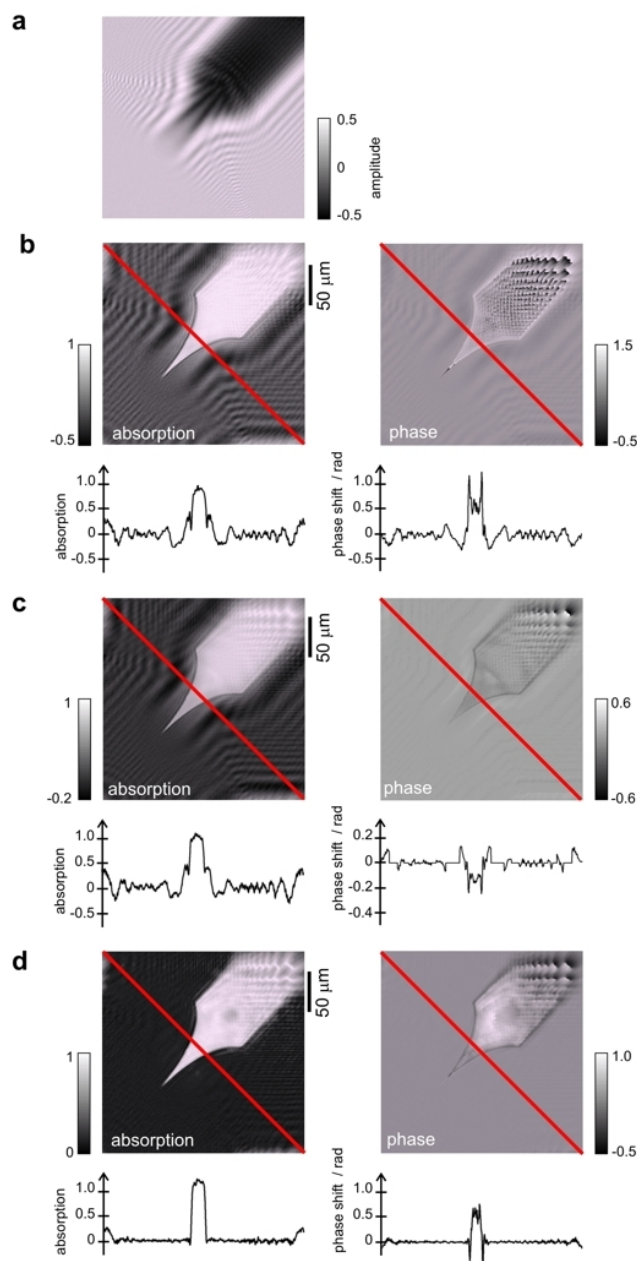 a
0.5
0
-0.5
amplitude
b
50 μm
1
-0.5
absorption
phase
1.5
-0.5
absorption
1.0
0.5
0
-0.5
phase shift / rad
1.0
0.5
0
-0.5
c
50 μm
1
-0.2
absorption
phase
0.6
-0.6
absorption
1.0
0.5
0
-0.5
phase shift / rad
0.2
0
-0.2
-0.4
d
50 μm
1
0
absorption
phase
1.0
-0.5
absorption
1.0
0.5
0
phase shift / rad
1.0
0.5
0